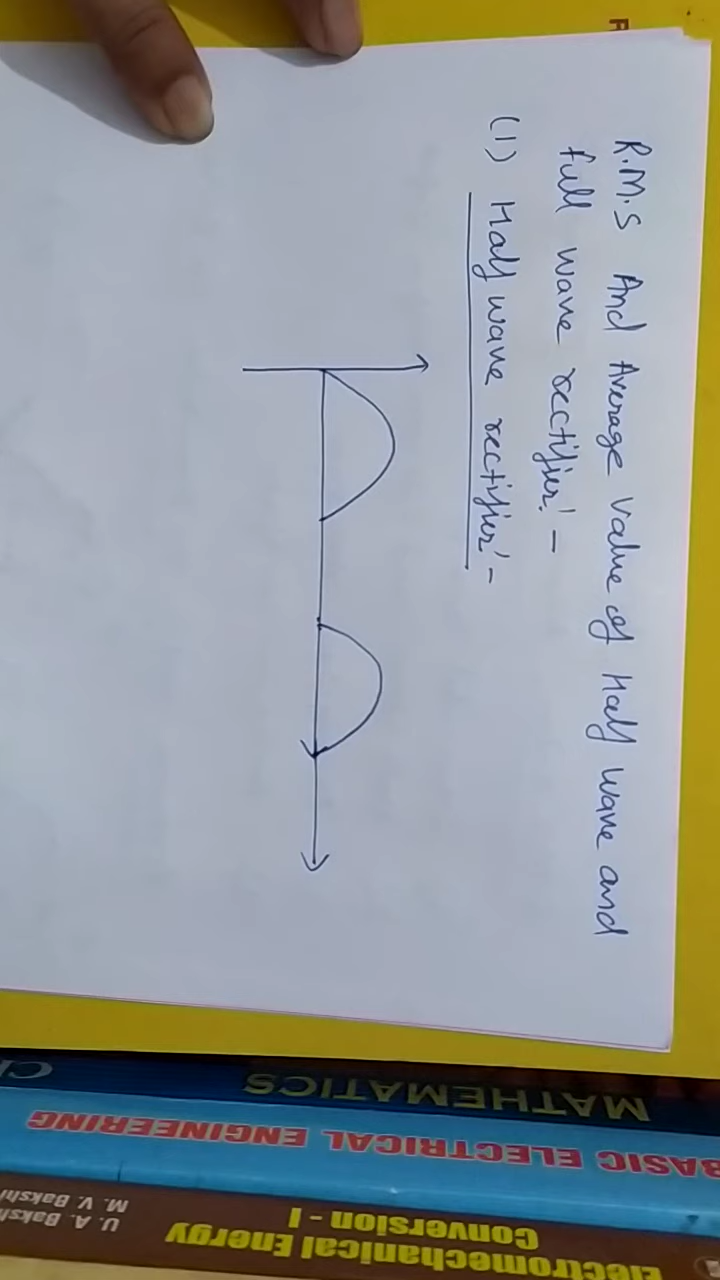 R.M.S And Average value of Half wave and
full wave rectifier:-
(1) Half wave rectifier:-
MATHEMATICS
BASIC ELECTRICAL ENGINEERING
Electromechanical Energy
Conversion - I
U. A. Bakshi
M. V. Bakshi